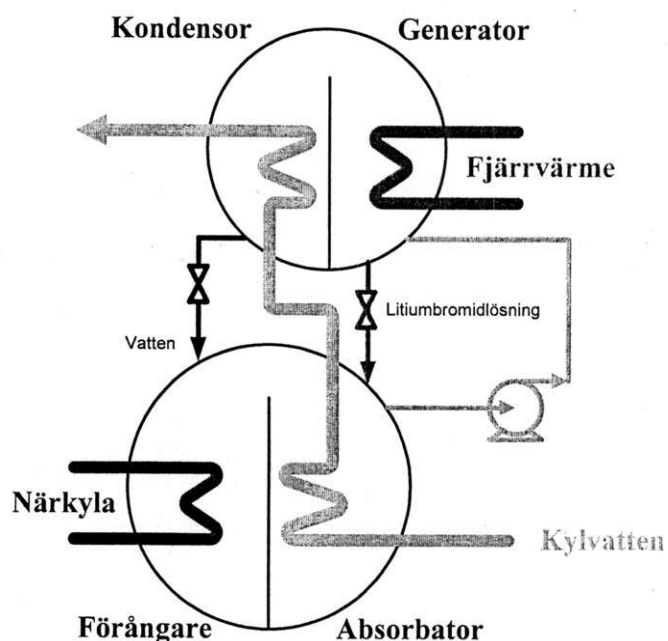 Kondensor
Generator
Fjärrvärme
Litiumbromidlösning
Vatten
Närkyla
Kylvatten
Förångare
Absorbator